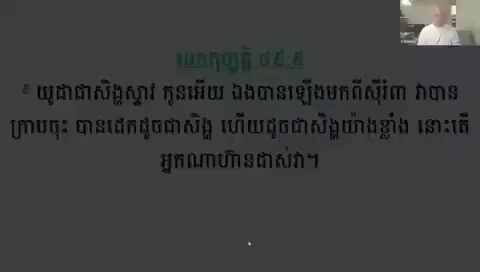 លោកុប្បត្តិ ៤៩.៩
៩ យូដាជាសិង្ហស្ទាវ កូនអើយ ឯងបានឡើងមកពីស៊ីរំពា វាបាន
ក្រាបចុះ បានដេកដូចជាសិង្ហ ហើយដូចជាសិង្ហយ៉ាងខ្លាំង នោះតើ
អ្នកណាហ៊ានដាស់វា។